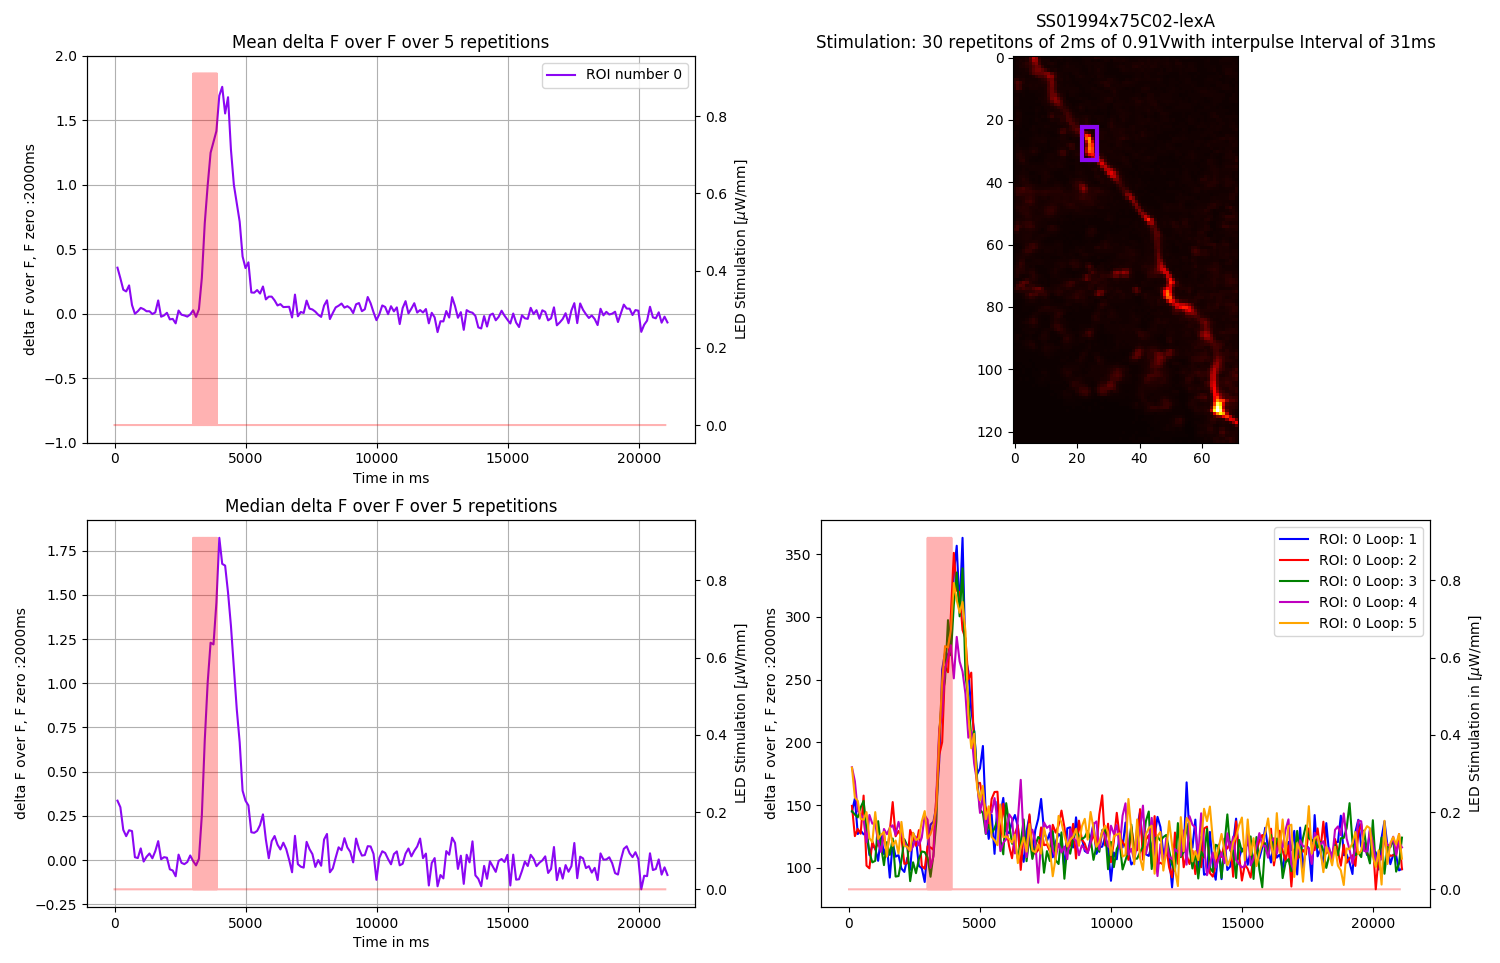 Mean delta F over F over 5 repetitions
2.0
1.5
1.0
0.5
0.0
−0.5
−1.0
delta F over F, F zero :2000ms
ROI number 0
0.8
0.6
0.4
0.2
0.0
LED Stimulation [µW/mm]
0 5000 10000 15000 20000
Time in ms
SS01994x75C02-lexA
Stimulation: 30 repetitons of 2ms of 0.91Vwith interpulse Interval of 31ms
0
20
40
60
80
100
120
0 20 40 60
Median delta F over F over 5 repetitions
1.75
1.50
1.25
1.00
0.75
0.50
0.25
0.00
−0.25
delta F over F, F zero :2000ms
0.8
0.6
0.4
0.2
0.0
LED Stimulation [µW/mm]
0 5000 10000 15000 20000
Time in ms
350
300
250
200
150
100
delta F over F, F zero :2000ms
ROI: 0 Loop: 1
ROI: 0 Loop: 2
ROI: 0 Loop: 3
ROI: 0 Loop: 4
ROI: 0 Loop: 5
0.8
0.6
0.4
0.2
0.0
LED Stimulation in [µW/mm]
0 5000 10000 15000 20000